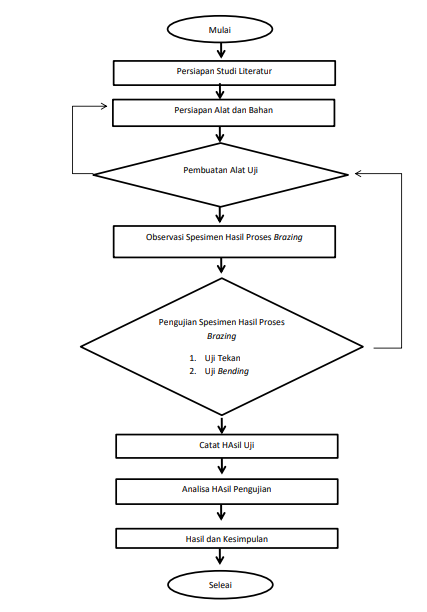 Mulai
Persiapan Studi Literatur
Persiapan Alat dan Bahan
Pembuatan Alat Uji
Observasi Spesimen Hasil Proses Brazing
Pengujian Spesimen Hasil Proses
Brazing
1. Uji Tekan
2. Uji Bending
Catat HAsil Uji
Analisa HAsil Pengujian
Hasil dan Kesimpulan
Seleai